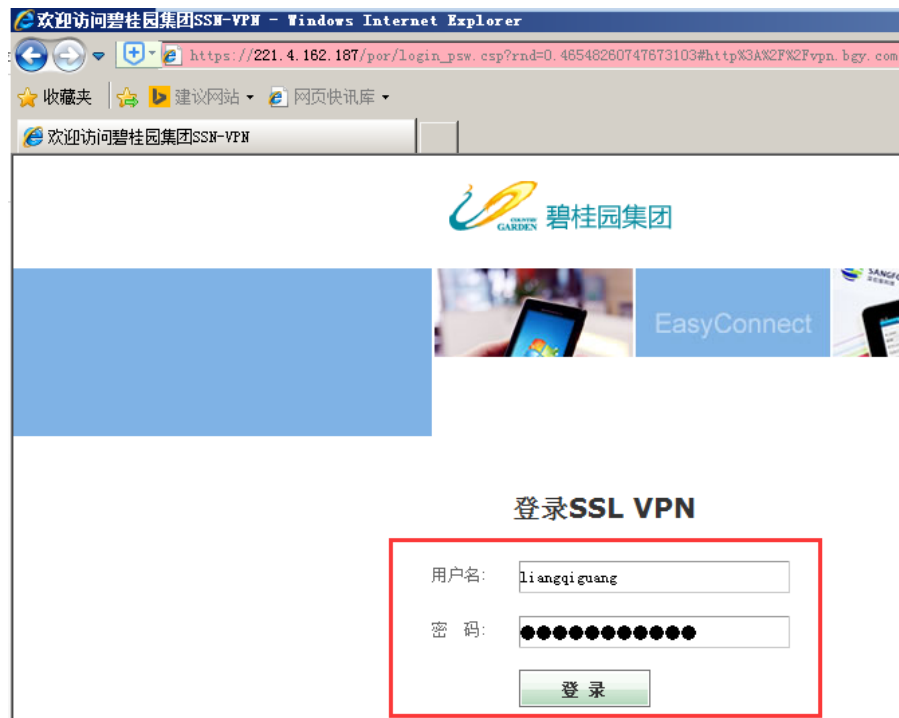 欢迎访问碧桂园集团SSN-VPN - Windows Internet Explorer
https://221.4.162.187/por/login_psw.csp?rnd=0.46548260747673103#http%3A%2F%2Fvpn.bgy.com
收藏夹 建议网站 网页快讯库
欢迎访问碧桂园集团SSN-VPN
COUNTRY
GARDEN 碧桂园集团
EasyConnect
登录SSL VPN
用户名: liangqiguang
密 码: ●●●●●●●●●●●
登 录